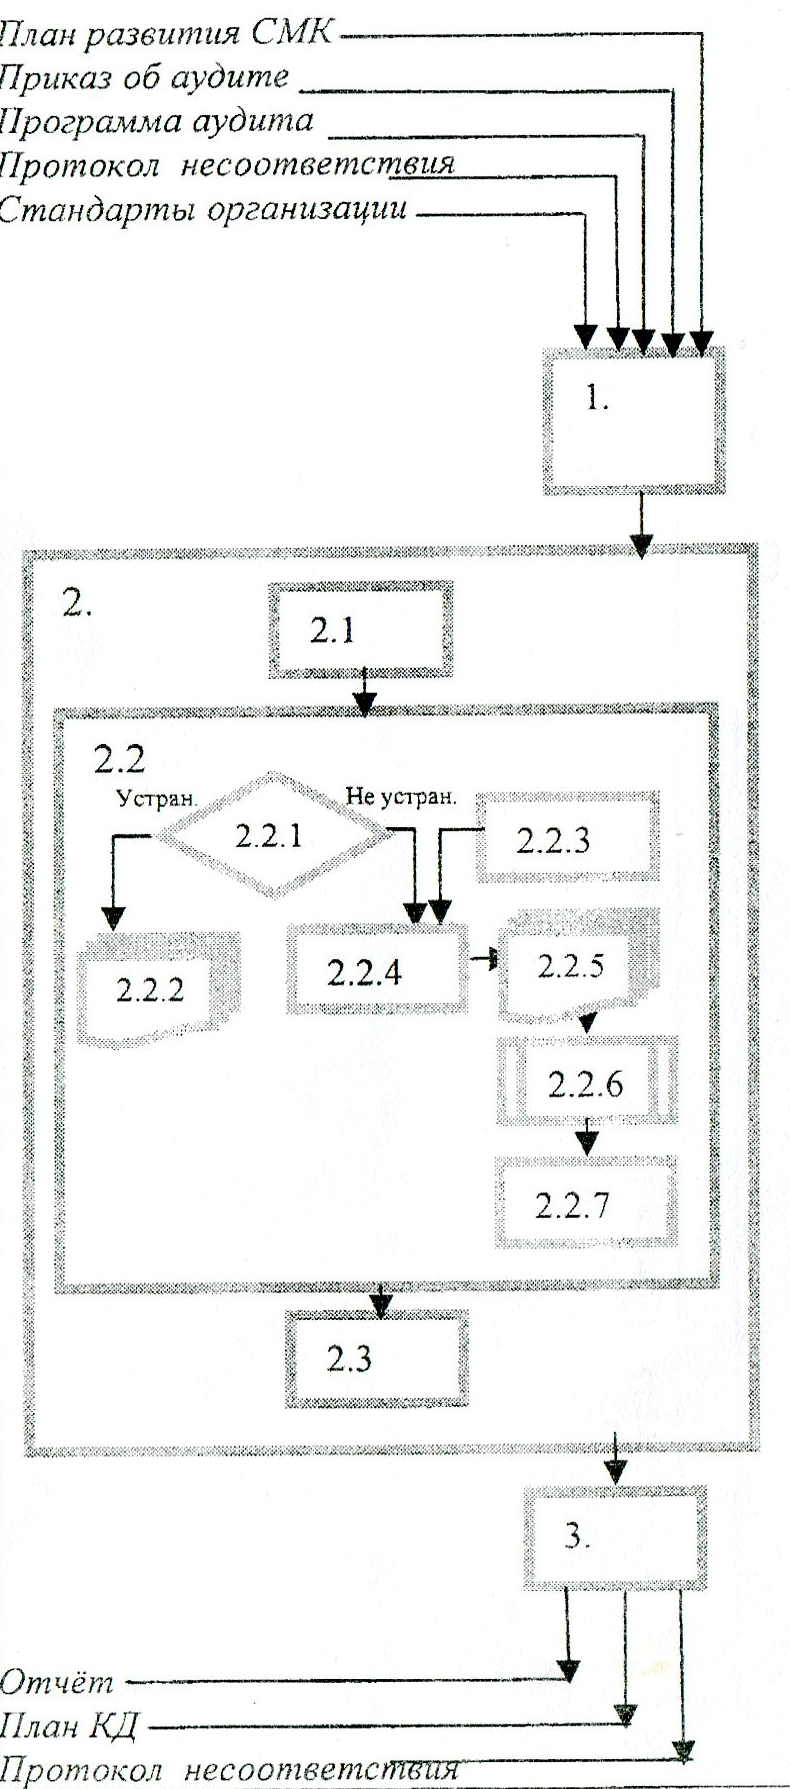 План развития СМК
Приказ об аудите
Программа аудита
Протокол несоответствия
Стандарты организации
1.
2.
2.1
2.2
Устран.
Не устран.
2.2.1
2.2.3
2.2.2
2.2.4
2.2.5
2.2.6
2.2.7
2.3
3.
Отчёт
План КД
Протокол несоответствия